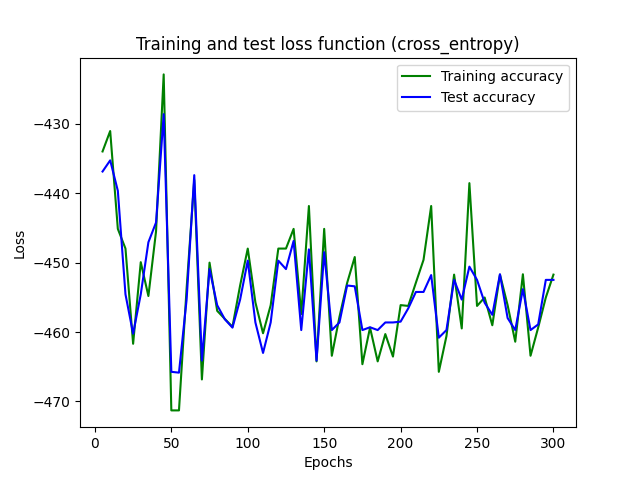 Training and test loss function (cross_entropy)
Training accuracy
Test accuracy
−430
−440
−450
−460
−470
Loss
0
50
100
150
200
250
300
Epochs